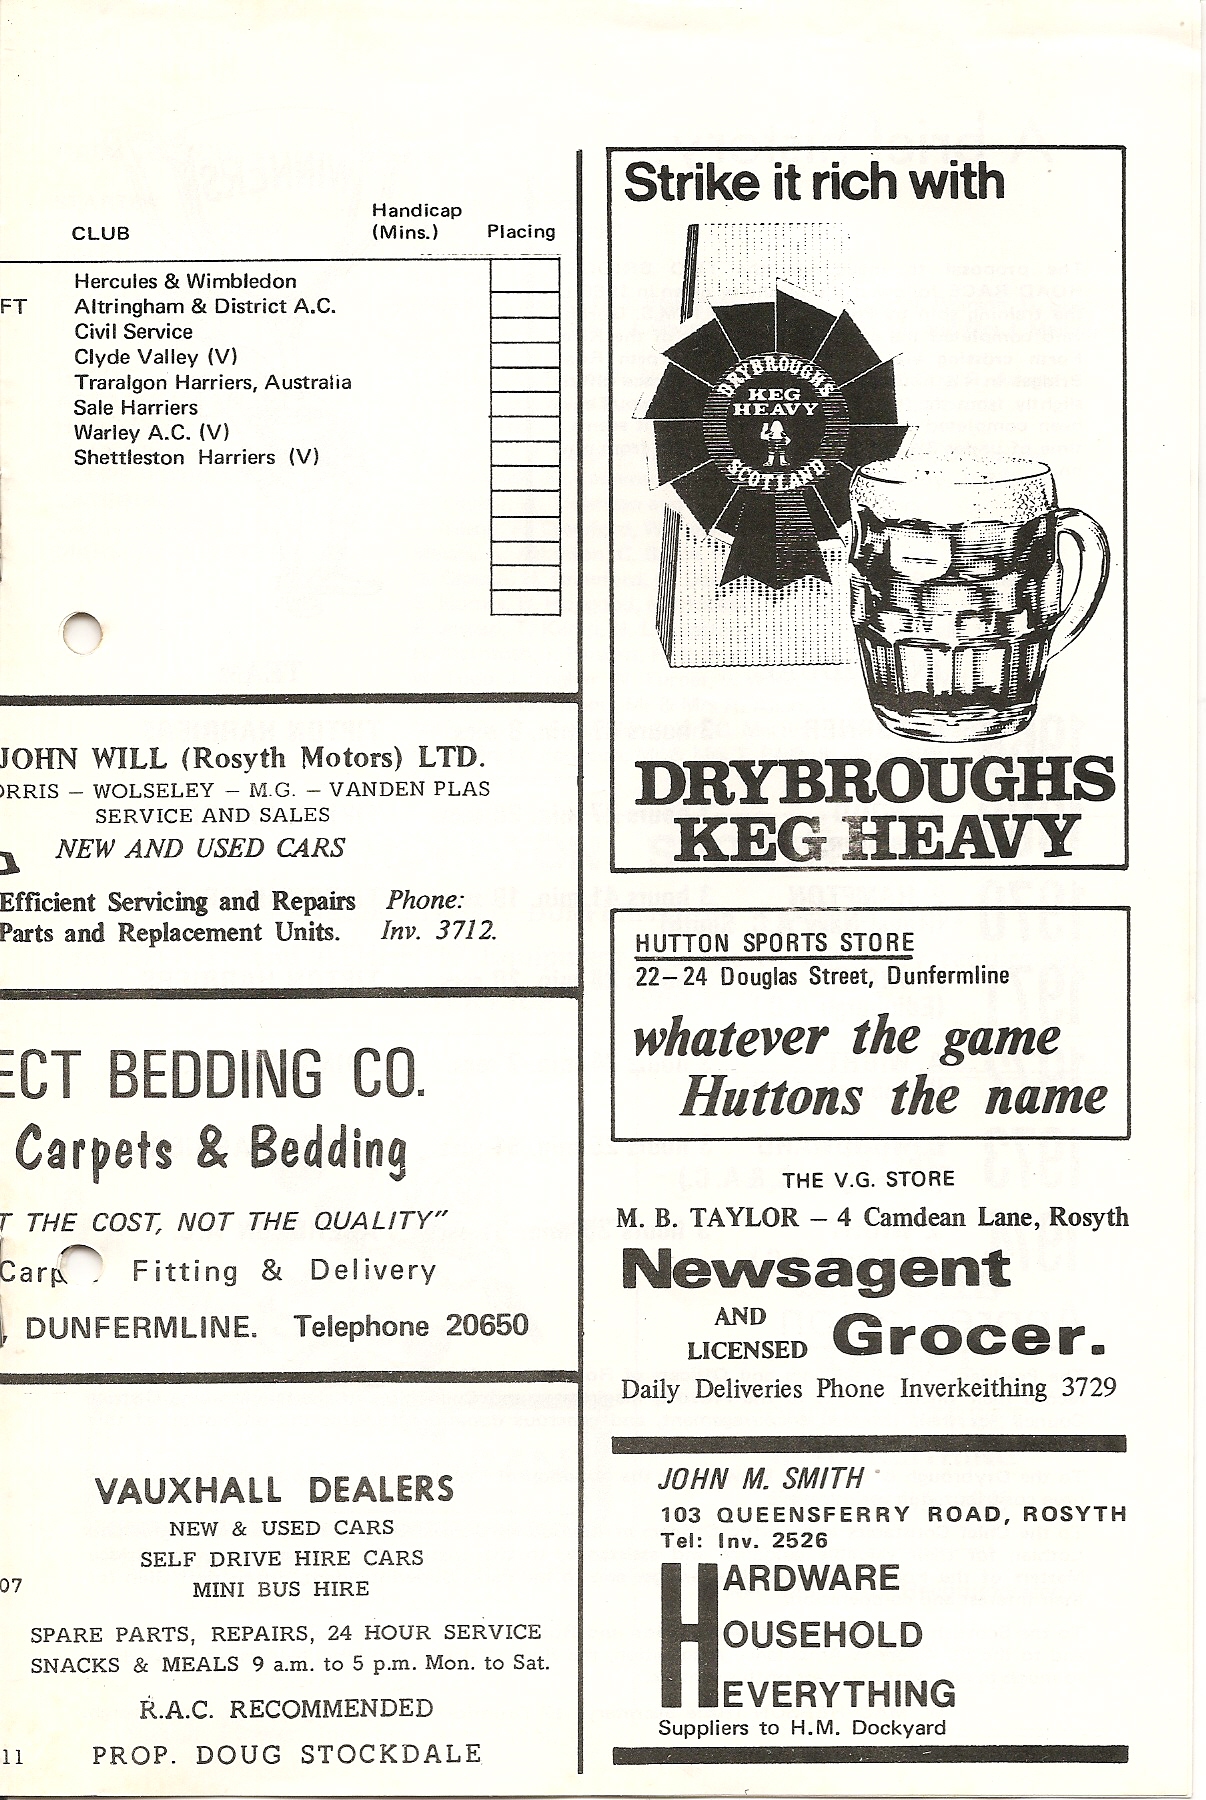 CLUB
Handicap
(Mins.)
Placing
Hercules & Wimbledon
FT Altringham & District A.C.
Civil Service
Clyde Valley (V)
Traralgon Harriers, Australia
Sale Harriers
Warley A.C. (V)
Shettleston Harriers (V)
JOHN WILL (Rosyth Motors) LTD.
ORRIS – WOLSELEY – M.G. – VANDEN PLAS
SERVICE AND SALES
NEW AND USED CARS
Efficient Servicing and Repairs Phone:
Parts and Replacement Units. Inv. 3712.
ECT BEDDING CO.
Carpets & Bedding
T THE COST, NOT THE QUALITY”
Carp Fitting & Delivery
, DUNFERMLINE. Telephone 20650
VAUXHALL DEALERS
NEW & USED CARS
SELF DRIVE HIRE CARS
07 MINI BUS HIRE
SPARE PARTS, REPAIRS, 24 HOUR SERVICE
SNACKS & MEALS 9 a.m. to 5 p.m. Mon. to Sat.
R.A.C. RECOMMENDED
11 PROP. DOUG STOCKDALE
Strike it rich with
DRYBROUGHS
KEG
HEAVY
SCOTLAND
DRYBROUGHS
KEG HEAVY
HUTTON SPORTS STORE
22–24 Douglas Street, Dunfermline
whatever the game
Huttons the name
THE V.G. STORE
M. B. TAYLOR – 4 Camdean Lane, Rosyth
Newsagent
AND
LICENSED Grocer.
Daily Deliveries Phone Inverkeithing 3729
JOHN M. SMITH
103 QUEENSFERRY ROAD, ROSYTH
Tel: Inv. 2526
HARDWARE
HOUSEHOLD
EVERYTHING
Suppliers to H.M. Dockyard